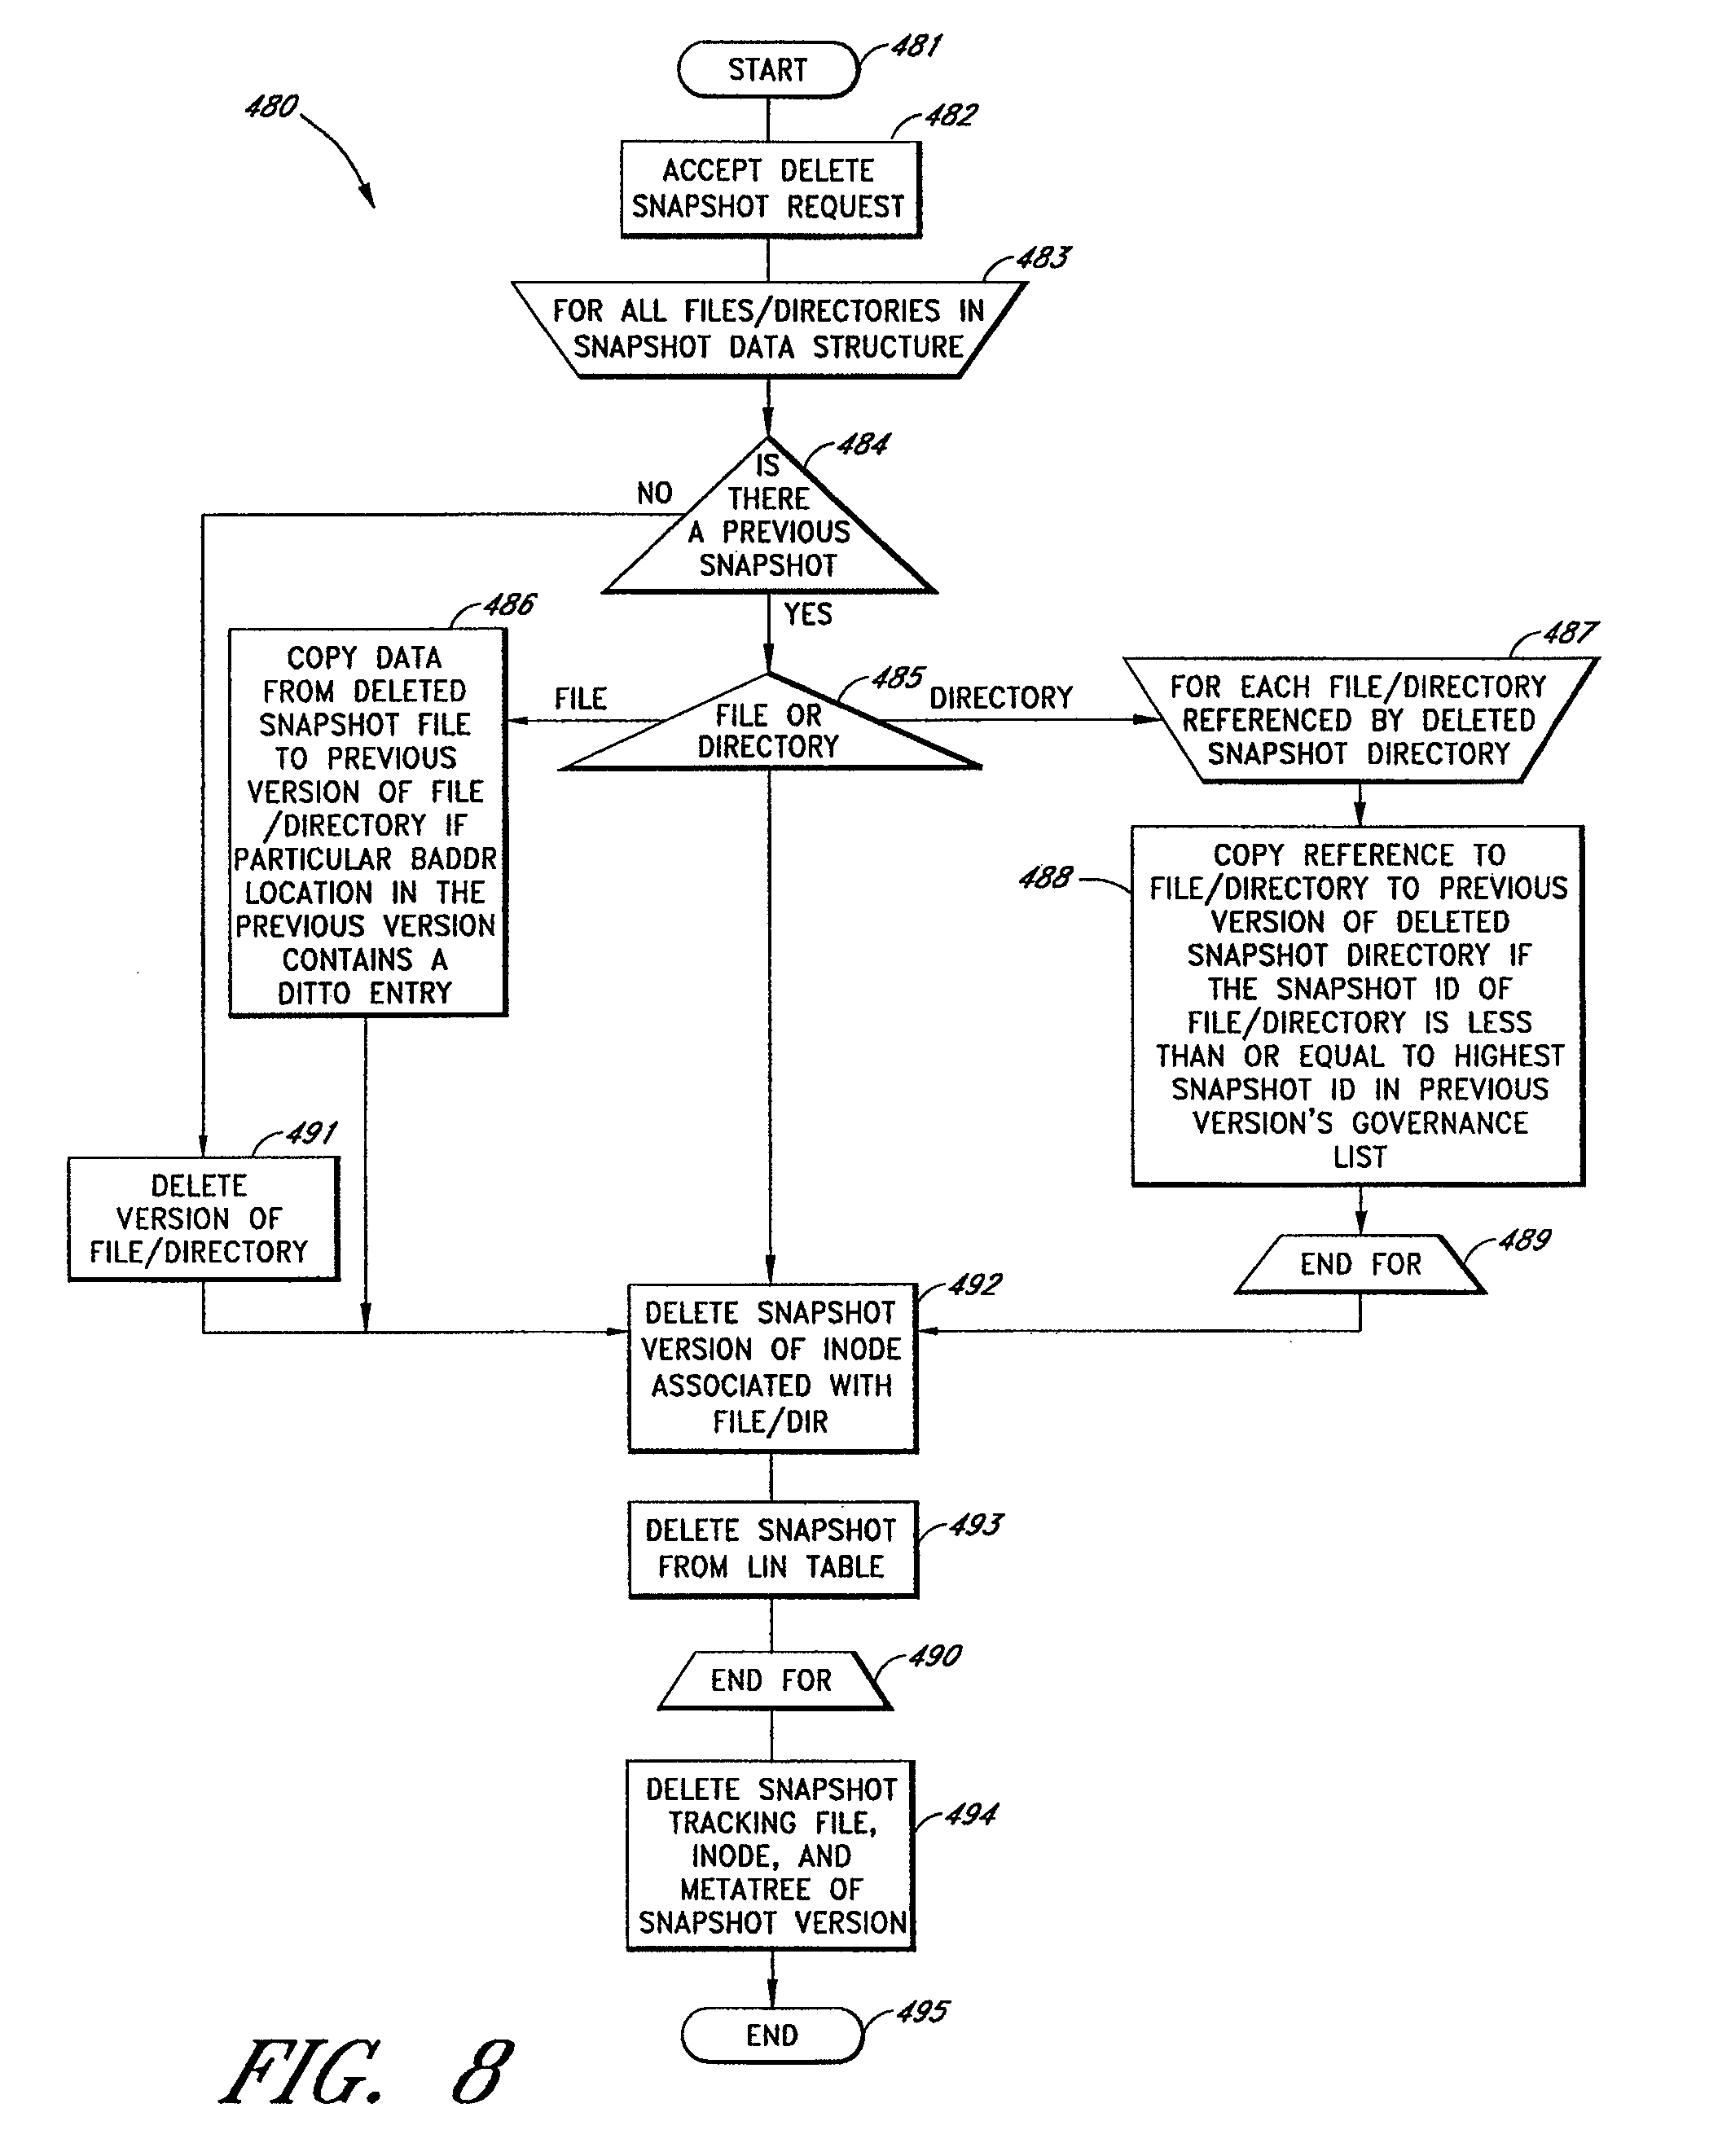 481
START
480
482
ACCEPT DELETE
SNAPSHOT REQUEST
483
FOR ALL FILES/DIRECTORIES IN
SNAPSHOT DATA STRUCTURE
484
IS
THERE
A PREVIOUS
SNAPSHOT
NO
YES
485
FILE OR
DIRECTORY
FILE
DIRECTORY
486
COPY DATA
FROM DELETED
SNAPSHOT FILE
TO PREVIOUS
VERSION OF FILE
/DIRECTORY IF
PARTICULAR BADDR
LOCATION IN THE
PREVIOUS VERSION
CONTAINS A
DITTO ENTRY
487
FOR EACH FILE/DIRECTORY
REFERENCED BY DELETED
SNAPSHOT DIRECTORY
488
COPY REFERENCE TO
FILE/DIRECTORY TO PREVIOUS
VERSION OF DELETED
SNAPSHOT DIRECTORY IF
THE SNAPSHOT ID OF
FILE/DIRECTORY IS LESS
THAN OR EQUAL TO HIGHEST
SNAPSHOT ID IN PREVIOUS
VERSION'S GOVERNANCE
LIST
489
END FOR
491
DELETE
VERSION OF
FILE/DIRECTORY
492
DELETE SNAPSHOT
VERSION OF INODE
ASSOCIATED WITH
FILE/DIR
493
DELETE SNAPSHOT
FROM LIN TABLE
490
END FOR
494
DELETE SNAPSHOT
TRACKING FILE,
INODE, AND
METATREE OF
SNAPSHOT VERSION
495
END
FIG. 8